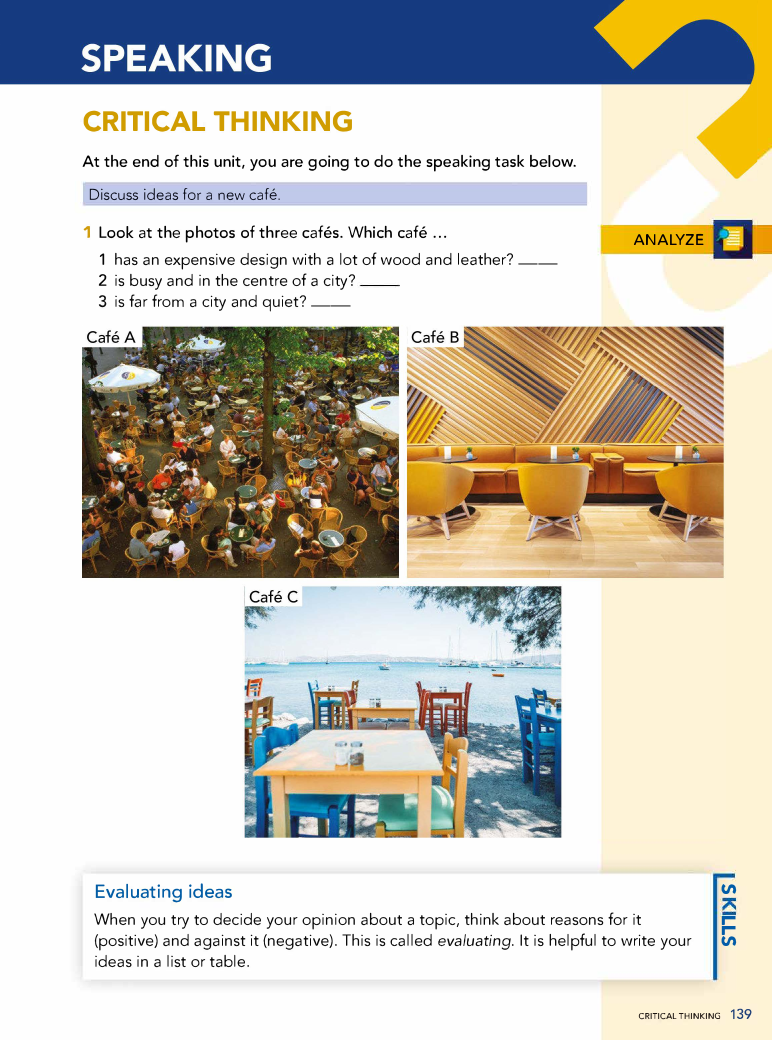 SPEAKING
CRITICAL THINKING
At the end of this unit, you are going to do the speaking task below.
Discuss ideas for a new café.
1 Look at the photos of three cafés. Which café …
ANALYZE
1 has an expensive design with a lot of wood and leather?
2 is busy and in the centre of a city?
3 is far from a city and quiet?
Café A
Café B
Café C
Evaluating ideas
When you try to decide your opinion about a topic, think about reasons for it
(positive) and against it (negative). This is called evaluating. It is helpful to write your
ideas in a list or table.
SKILLS
CRITICAL THINKING 139